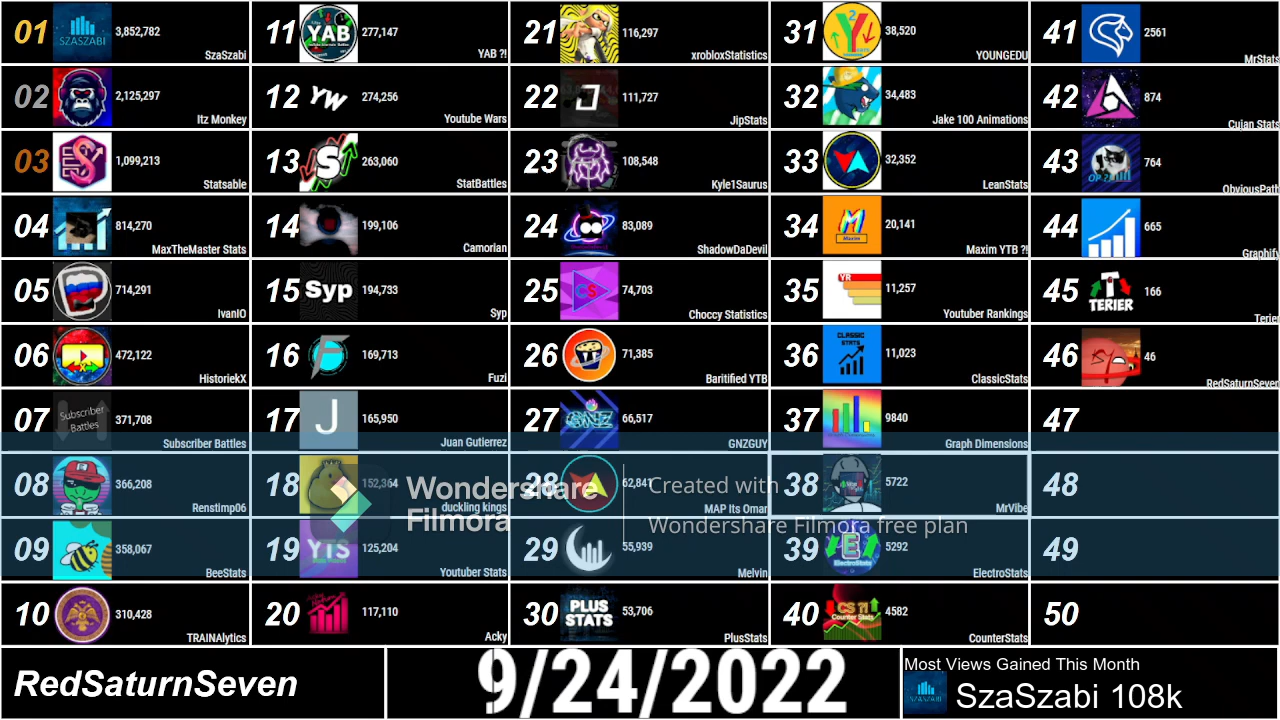 01 SZASZABI 3,852,782
SzaSzabi
02 2,125,297
Itz Monkey
03 1,099,213
Statsable
04 814,270
MaxTheMaster Stats
05 714,291
IvanIO
06 472,122
HistoriekX
07 Subscriber Battles 371,708
Subscriber Battles
08 366,208
Renstimp06
09 358,067
BeeStats
10 310,428
TRAINAlytics
11 YAB 277,147
YAB ?!
12 YW 274,256
Youtube Wars
13 S 263,060
StatBattles
14 199,106
Camorian
15 Syp 194,733
Syp
16 F 169,713
Fuzi
17 J 165,950
Juan Gutierrez
18 152,364
duckling kings
19 YTS 125,204
Youtuber Stats
20 117,110
Acky
21 116,297
xrobloxStatistics
22 J 111,727
JipStats
23 108,548
Kyle1Saurus
24 83,089
ShadowDaDevil
25 CS 74,703
Choccy Statistics
26 71,385
Baritified YTB
27 GNZ 66,517
GNZGUY
28 62,841
MAP Its Omar
29 55,939
Melvin
30 PLUS STATS 53,706
PlusStats
31 38,520
YOUNGEDU
32 34,483
Jake 100 Animations
33 32,352
LeanStats
34 M Maxim 20,141
Maxim YTB ?!
35 YR 11,257
Youtuber Rankings
36 CLASSIC STATS 11,023
ClassicStats
37 9840
Graph Dimensions
38 5722
MrVibe
39 E ElectroStats 5292
ElectroStats
40 CS ?! Counter Stats 4582
CounterStats
41 2561
MrStats
42 874
Cuian Stats
43 OP ?! 764
ObviousPath
44 665
Graphify
45 TERIER 166
Terier
46 46
RedSaturnSeven
47
48
49
50
Wondershare
Filmora
Created with
Wondershare Filmora free plan
RedSaturnSeven
9/24/2022
Most Views Gained This Month
SzaSzabi 108k